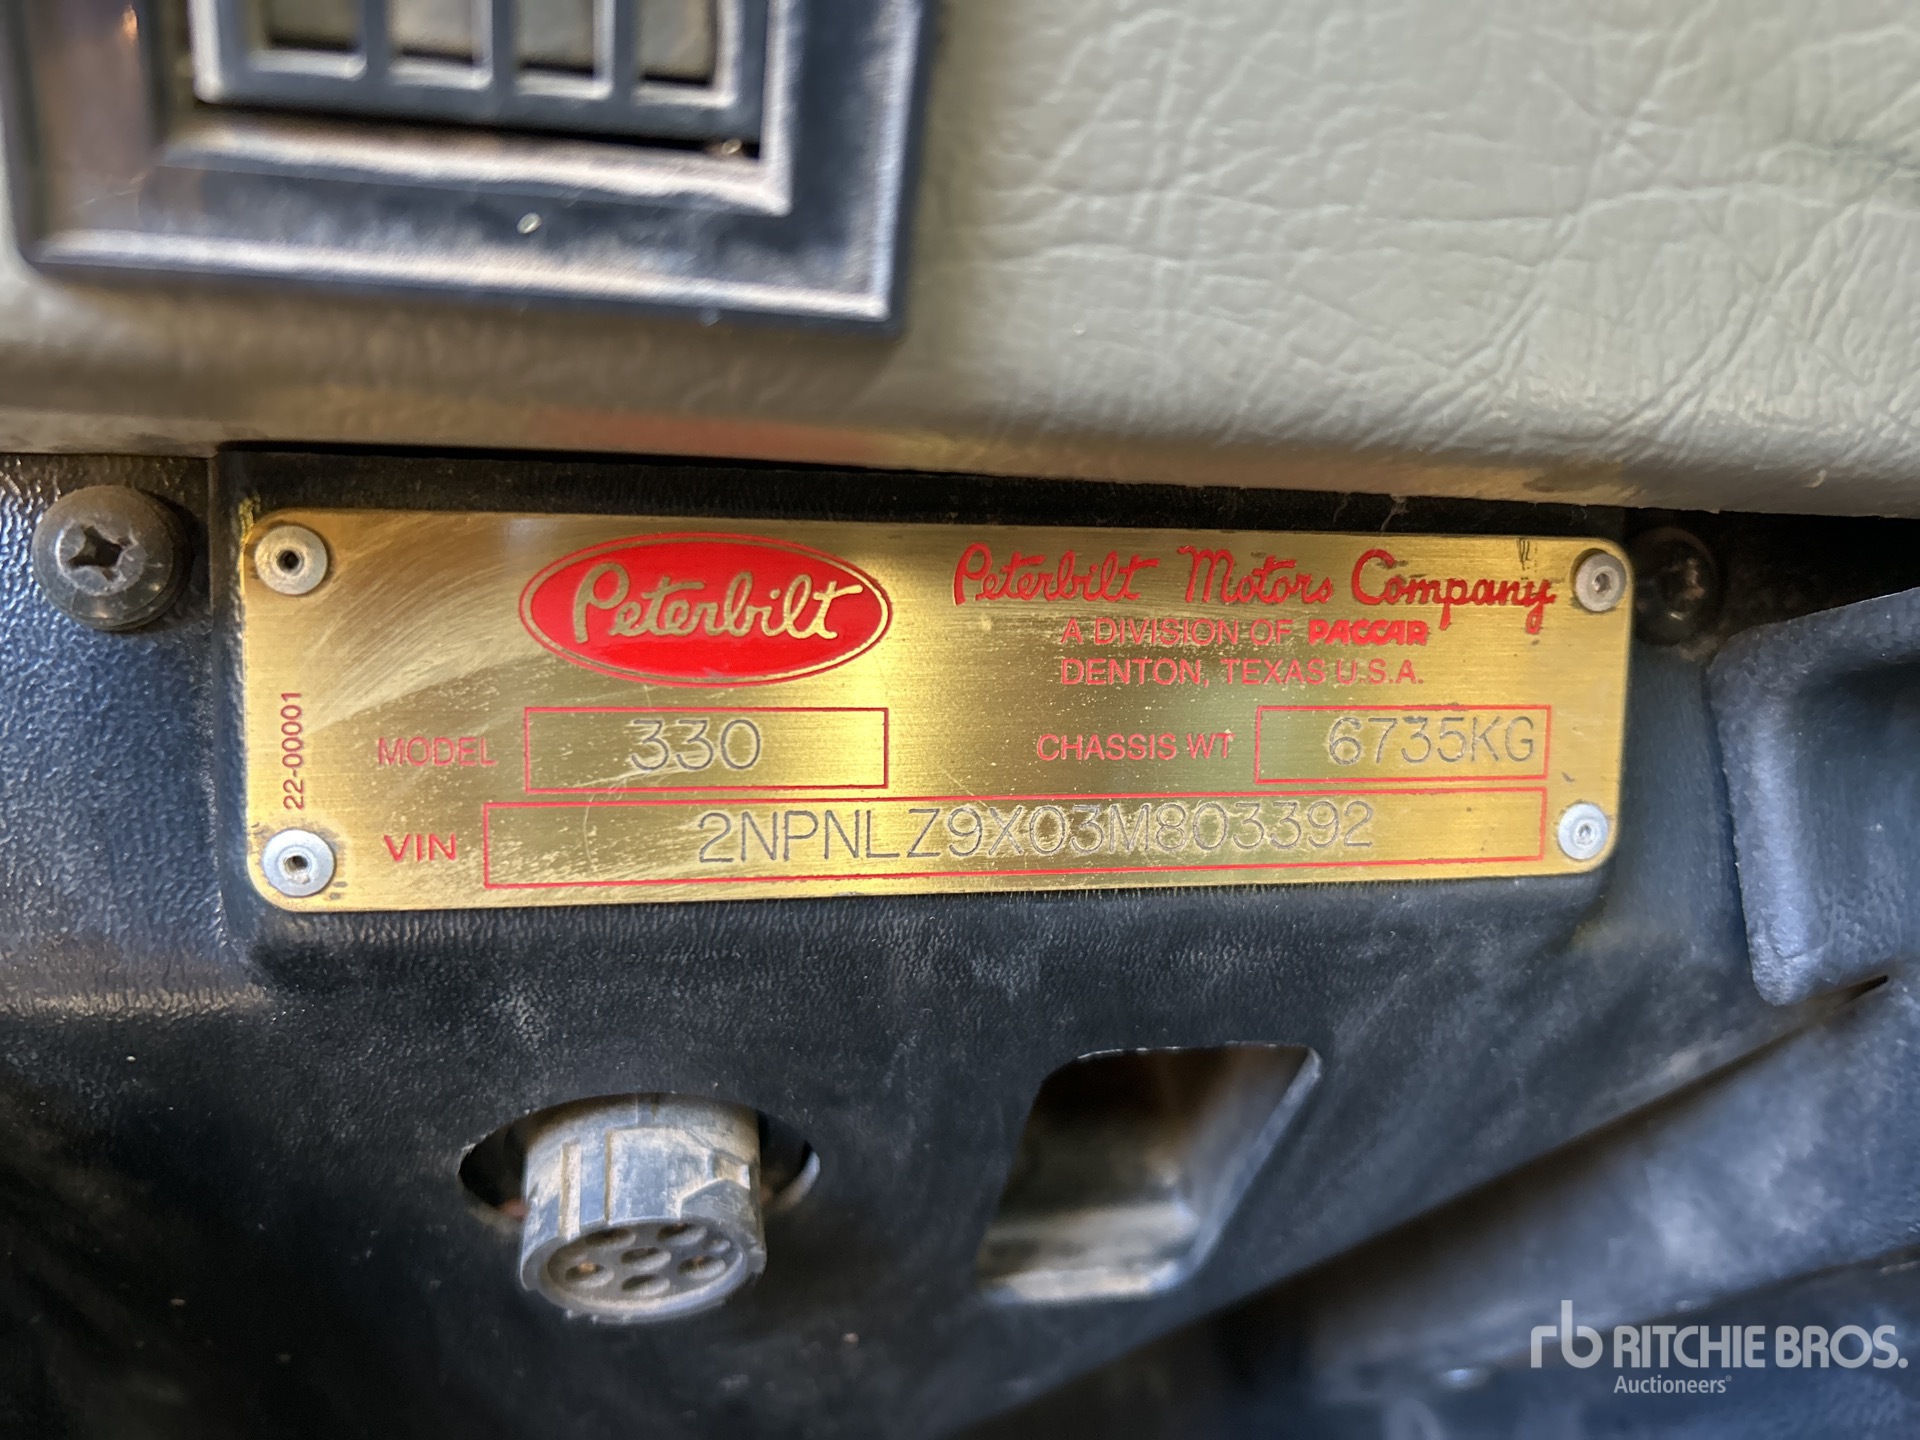 Peterbilt
Peterbilt Motors Company
A DIVISION OF PACCAR
DENTON, TEXAS U.S.A.
22-00001
MODEL 330 CHASSIS WT 6735KG
VIN 2NPNLZ9X03M803392
rb RITCHIE BROS.
Auctioneers